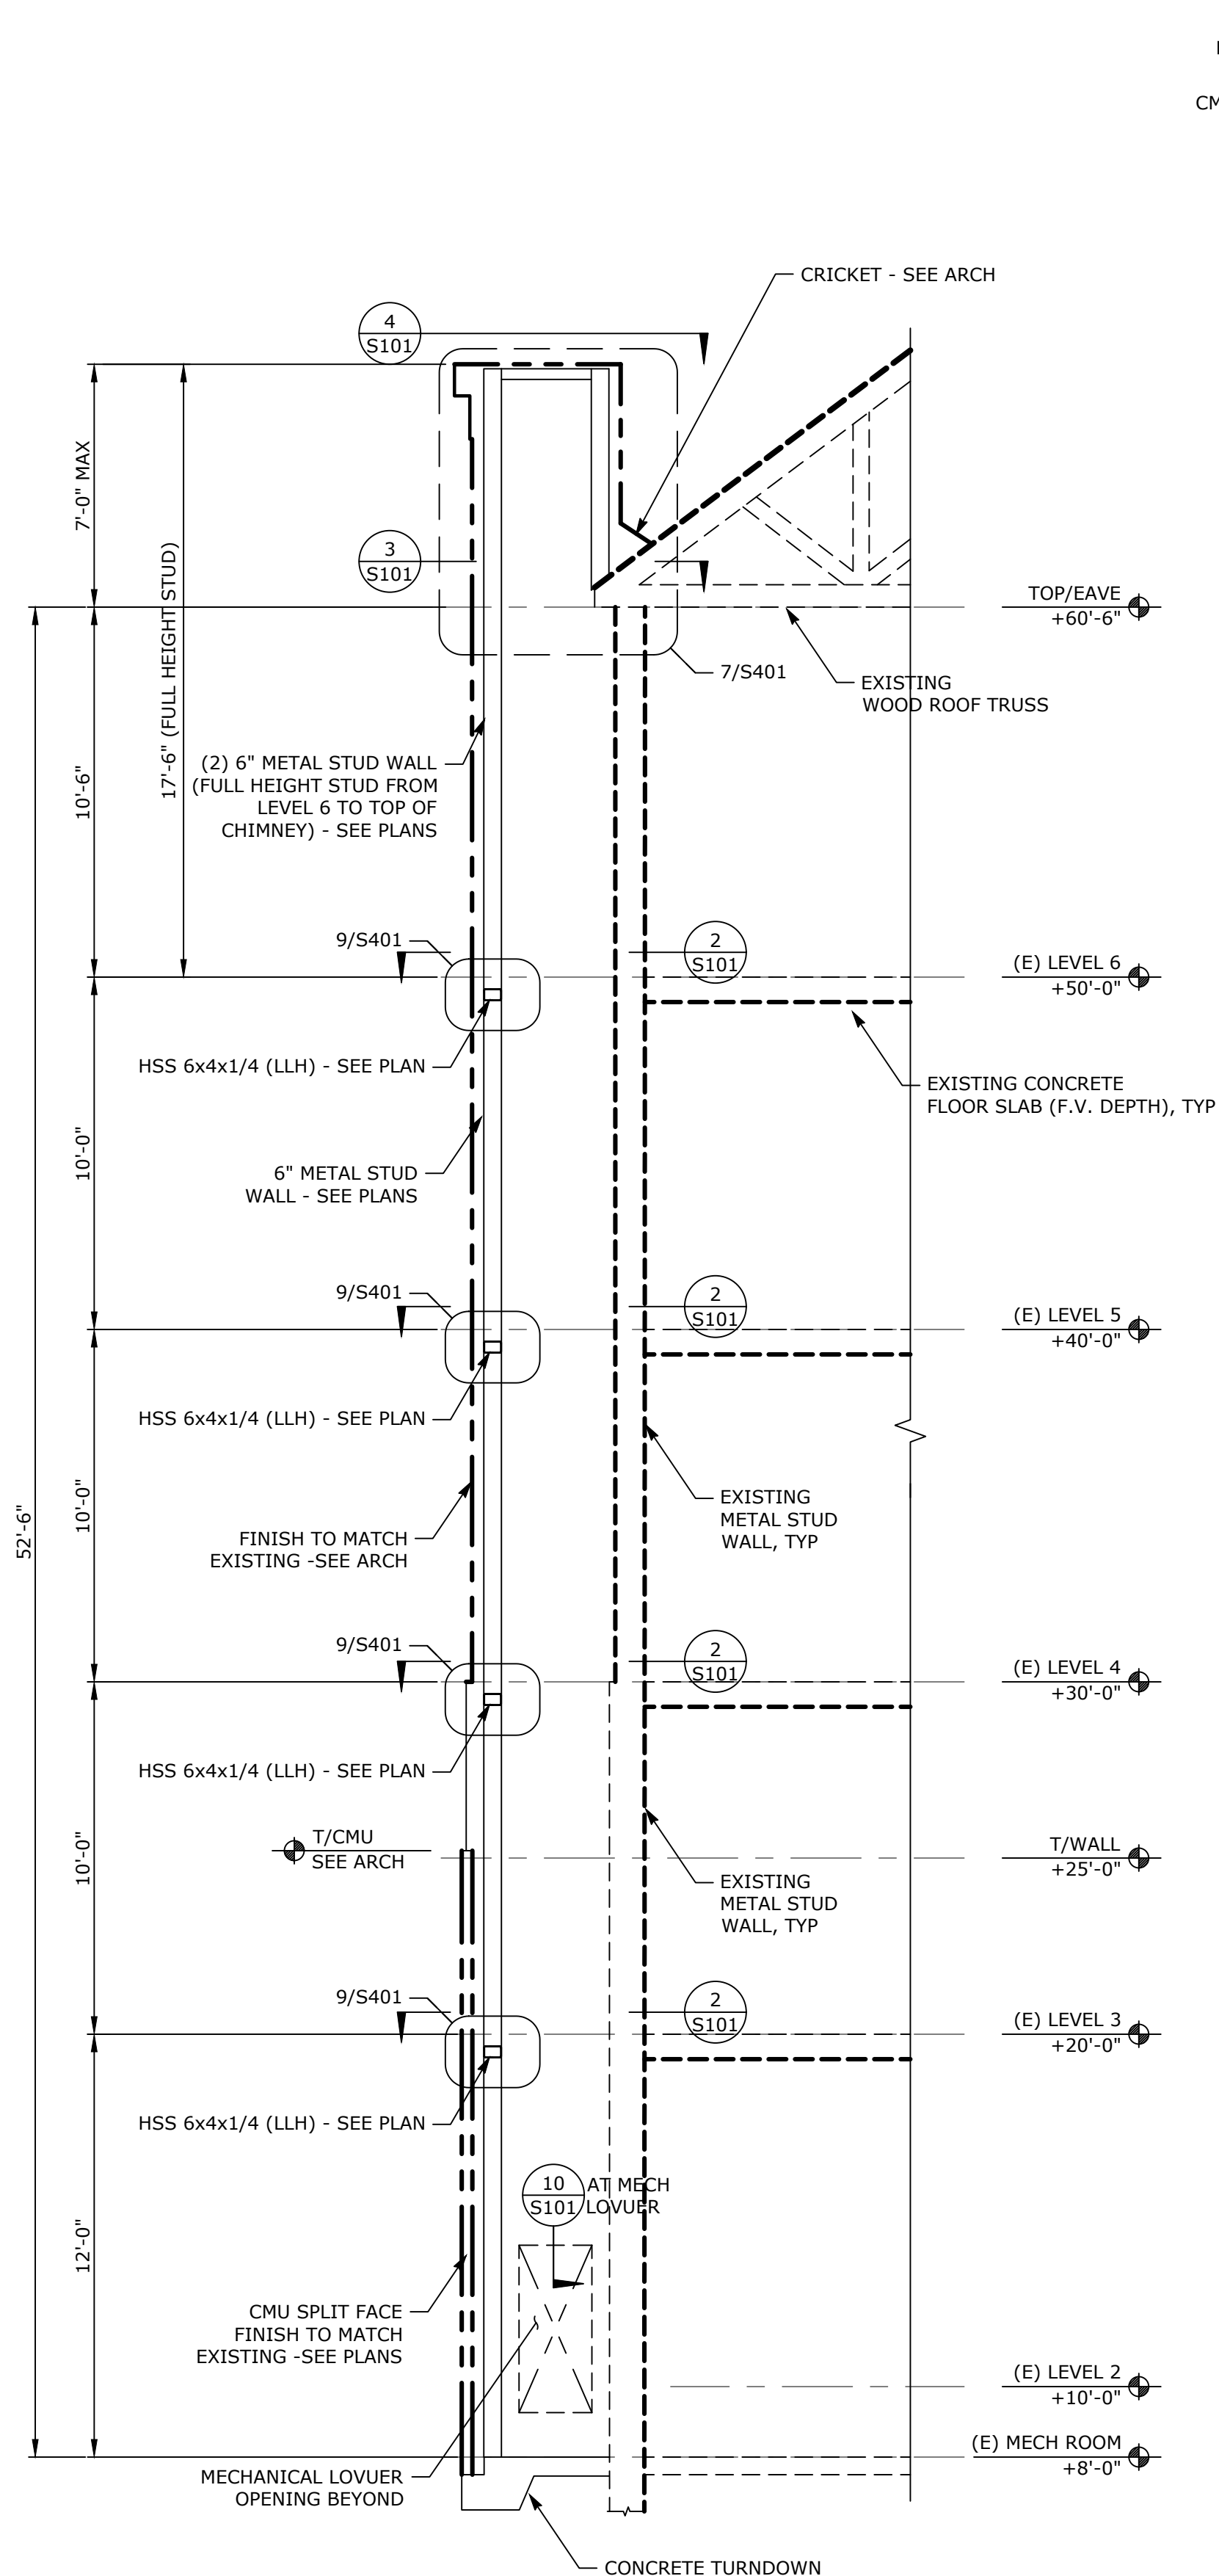 CM
CRICKET - SEE ARCH
4
S101
7'-0" MAX
17'-6" (FULL HEIGHT STUD)
3
S101
TOP/EAVE
+60'-6"
7/S401
EXISTING
WOOD ROOF TRUSS
(2) 6" METAL STUD WALL
(FULL HEIGHT STUD FROM
LEVEL 6 TO TOP OF
CHIMNEY) - SEE PLANS
10'-6"
9/S401
2
S101
(E) LEVEL 6
+50'-0"
HSS 6x4x1/4 (LLH) - SEE PLAN
EXISTING CONCRETE
FLOOR SLAB (F.V. DEPTH), TYP
10'-0"
6" METAL STUD
WALL - SEE PLANS
9/S401
2
S101
(E) LEVEL 5
+40'-0"
HSS 6x4x1/4 (LLH) - SEE PLAN
52'-6"
10'-0"
EXISTING
METAL STUD
WALL, TYP
FINISH TO MATCH
EXISTING -SEE ARCH
9/S401
2
S101
(E) LEVEL 4
+30'-0"
HSS 6x4x1/4 (LLH) - SEE PLAN
10'-0"
T/CMU
SEE ARCH
T/WALL
+25'-0"
EXISTING
METAL STUD
WALL, TYP
9/S401
2
S101
(E) LEVEL 3
+20'-0"
HSS 6x4x1/4 (LLH) - SEE PLAN
10
S101
AT MECH
LOVUER
12'-0"
CMU SPLIT FACE
FINISH TO MATCH
EXISTING -SEE PLANS
(E) LEVEL 2
+10'-0"
(E) MECH ROOM
+8'-0"
MECHANICAL LOVUER
OPENING BEYOND
CONCRETE TURNDOWN